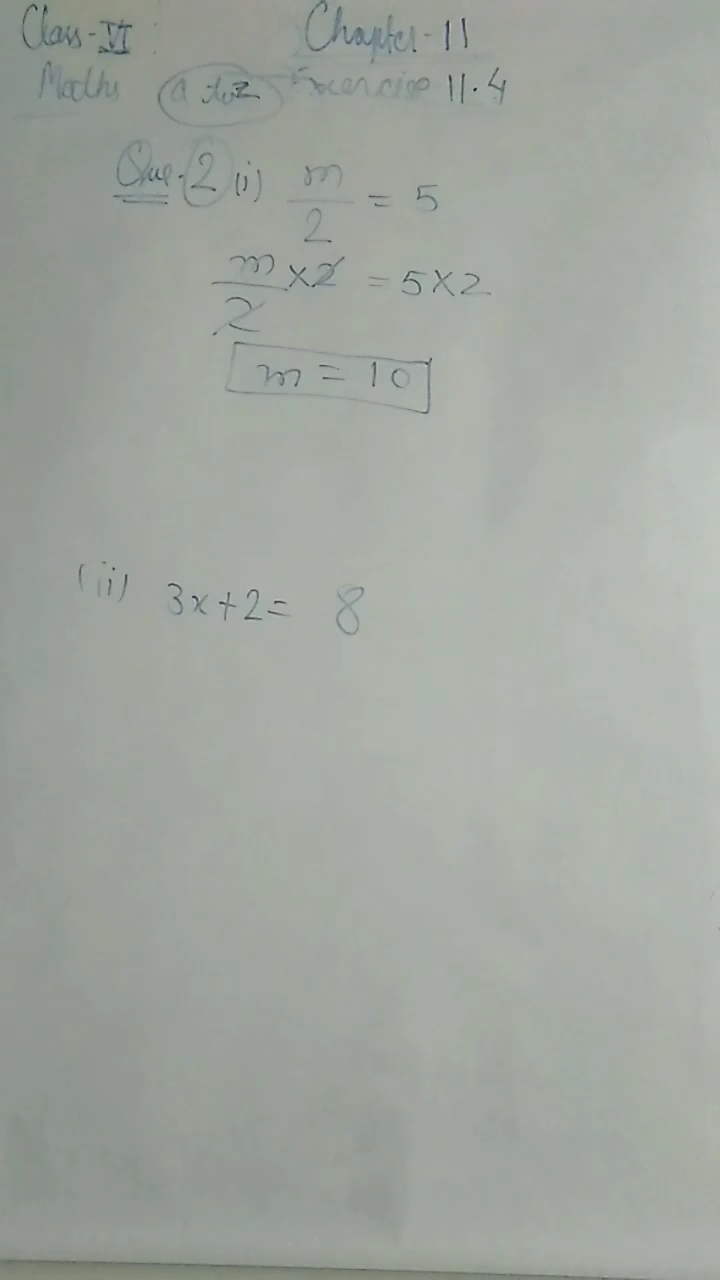 Class-VI Chapter-11
Maths a to z Exercise 11.4
Que.2 (i) m/2 = 5
m/2 ×2 = 5×2
m = 10
(ii) 3x+2= 8